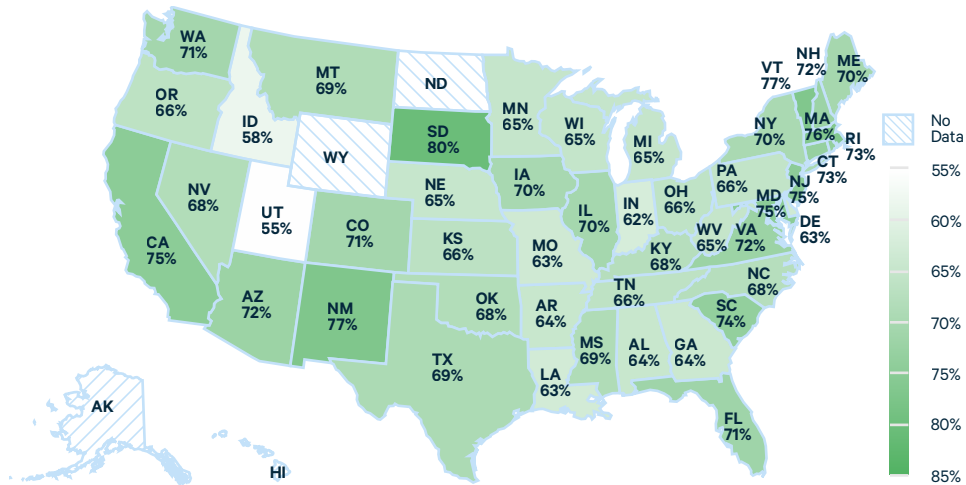 WA
71%
OR
66%
CA
75%
NV
68%
ID
58%
MT
69%
WY
UT
55%
AZ
72%
CO
71%
NM
77%
ND
SD
80%
NE
65%
KS
66%
OK
68%
TX
69%
MN
65%
IA
70%
MO
63%
AR
64%
LA
63%
WI
65%
IL
70%
MI
65%
IN
62%
OH
66%
KY
68%
TN
66%
MS
69%
AL
64%
GA
64%
FL
71%
SC
74%
NC
68%
VA
72%
WV
65%
PA
66%
NY
70%
VT
77%
NH
72%
ME
70%
MA
76%
RI
73%
CT
73%
NJ
75%
MD
75%
DE
63%
AK
HI
No
Data
55%
60%
65%
70%
75%
80%
85%